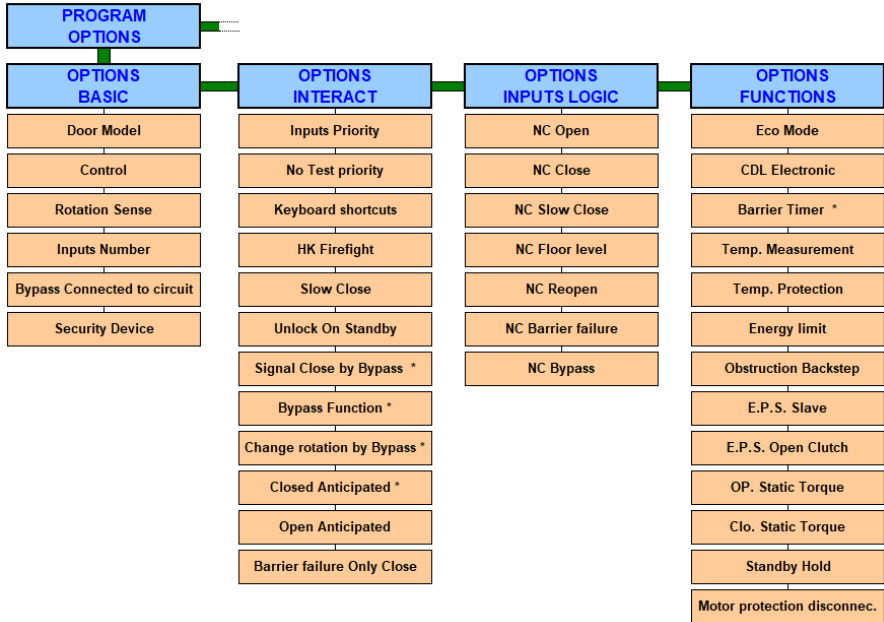 PROGRAM
OPTIONS
OPTIONS
BASIC
Door Model
Control
Rotation Sense
Inputs Number
Bypass Connected to circuit
Security Device
OPTIONS
INTERACT
Inputs Priority
No Test priority
Keyboard shortcuts
HK Firefight
Slow Close
Unlock On Standby
Signal Close by Bypass *
Bypass Function *
Change rotation by Bypass *
Closed Anticipated *
Open Anticipated
Barrier failure Only Close
OPTIONS
INPUTS LOGIC
NC Open
NC Close
NC Slow Close
NC Floor level
NC Reopen
NC Barrier failure
NC Bypass
OPTIONS
FUNCTIONS
Eco Mode
CDL Electronic
Barrier Timer *
Temp. Measurement
Temp. Protection
Energy limit
Obstruction Backstep
E.P.S. Slave
E.P.S. Open Clutch
OP. Static Torque
Clo. Static Torque
Standby Hold
Motor protection disconnec.